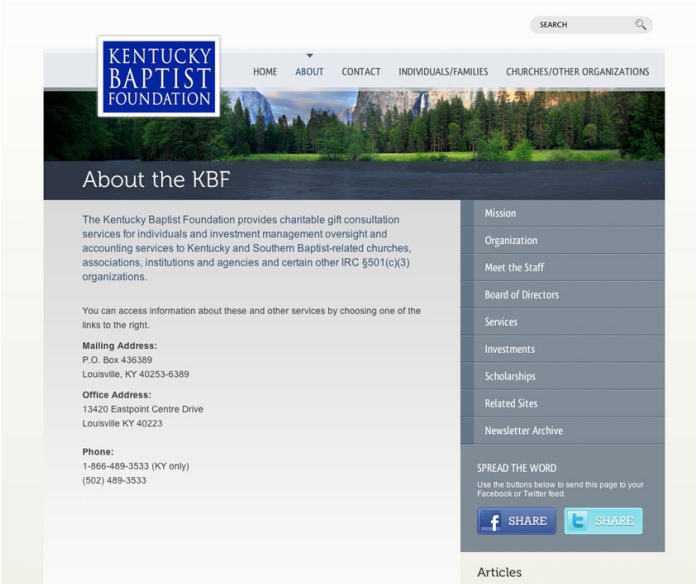 SEARCH
KENTUCKY
BAPTIST
FOUNDATION
HOME ABOUT CONTACT INDIVIDUALS/FAMILIES CHURCHES/OTHER ORGANIZATIONS
About the KBF
The Kentucky Baptist Foundation provides charitable gift consultation
services for individuals and investment management oversight and
accounting services to Kentucky and Southern Baptist-related churches,
associations, institutions and agencies and certain other IRC §501(c)(3)
organizations.
You can access information about these and other services by choosing one of the
links to the right.
Mailing Address:
P.O. Box 436389
Louisville, KY 40253-6389
Office Address:
13420 Eastpoint Centre Drive
Louisville KY 40223
Phone:
1-866-489-3533 (KY only)
(502) 489-3533
Mission
Organization
Meet the Staff
Board of Directors
Services
Investments
Scholarships
Related Sites
Newsletter Archive
SPREAD THE WORD
Use the buttons below to send this page to your
Facebook or Twitter feed.
f SHARE t SHARE
Articles